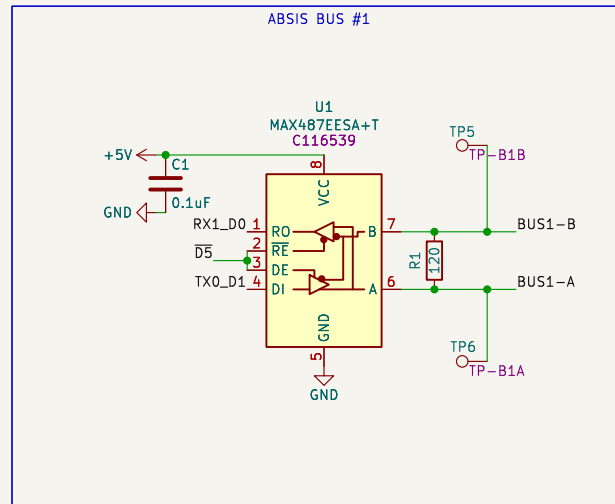 ABSIS BUS #1
U1
MAX487EESA+T
C116539
+5V
C1
0.1uF
GND
8
VCC
TP5
TP-B1B
RX1_D0
1
RO
B
7
BUS1-B
D5
2
RE
3
DE
R1
120
TX0_D1
4
DI
A
6
BUS1-A
GND
5
GND
TP6
TP-B1A